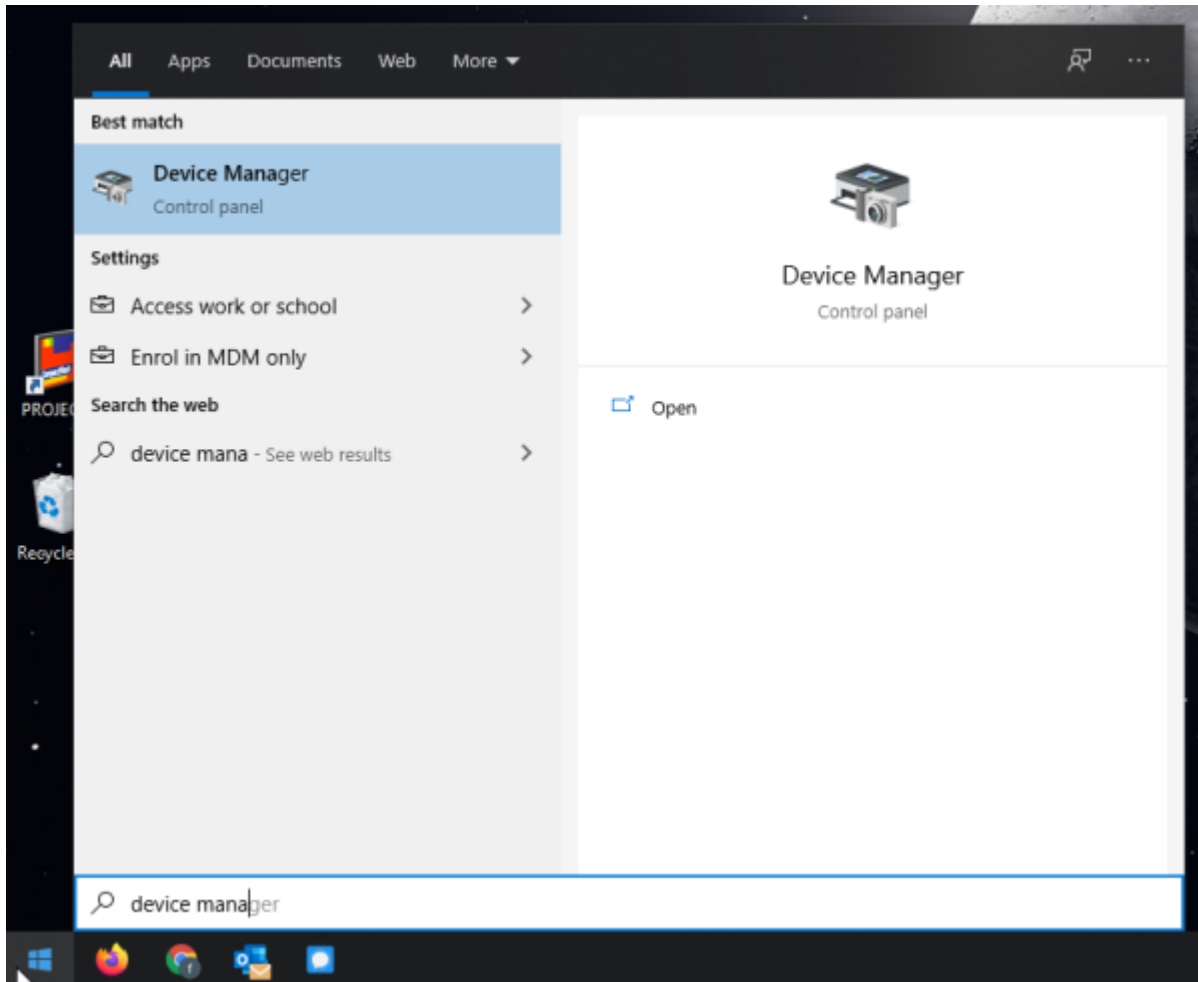 All Apps Documents Web More
Best match
Device Manager
Control panel
Settings
Access work or school
Enrol in MDM only
Search the web
device mana - See web results
Device Manager
Control panel
Open
PROJEC
Recycle
device manager